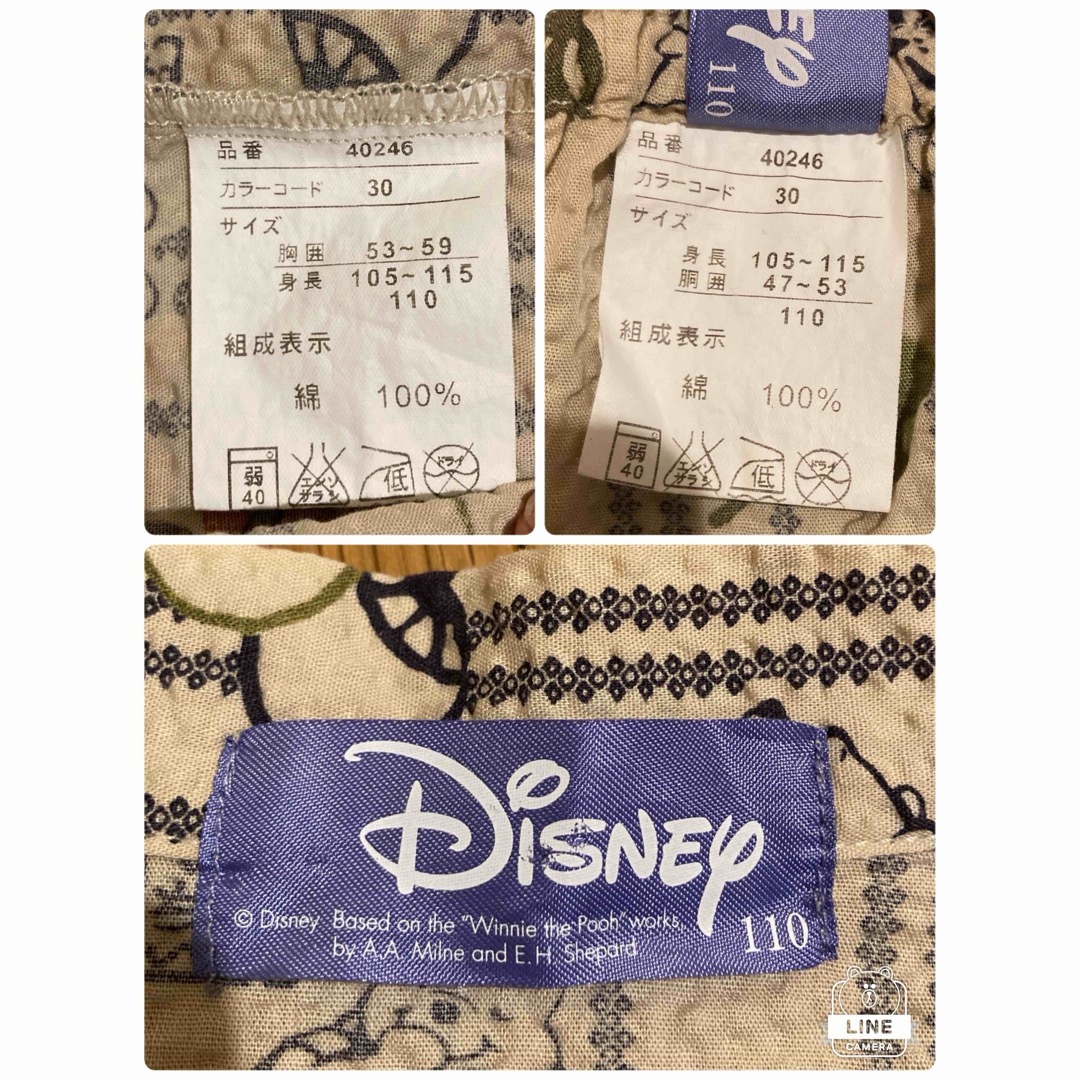 品番 40246
カラーコード 30
サイズ
胸囲 53~59
身長 105~115
110
組成表示
綿 100%
弱
40
エンソ
サラシ
低
ドライ
EY
110
品番 40246
カラーコード 30
サイズ
身長 105~115
胴囲 47~53
110
組成表示
綿 100%
弱
40
エンソ
サラシ
低
ドライ
DISNEY
© Disney Based on the "Winnie the Pooh" works,
by A.A. Milne and E.H. Shepard
110
LINE
CAMERA